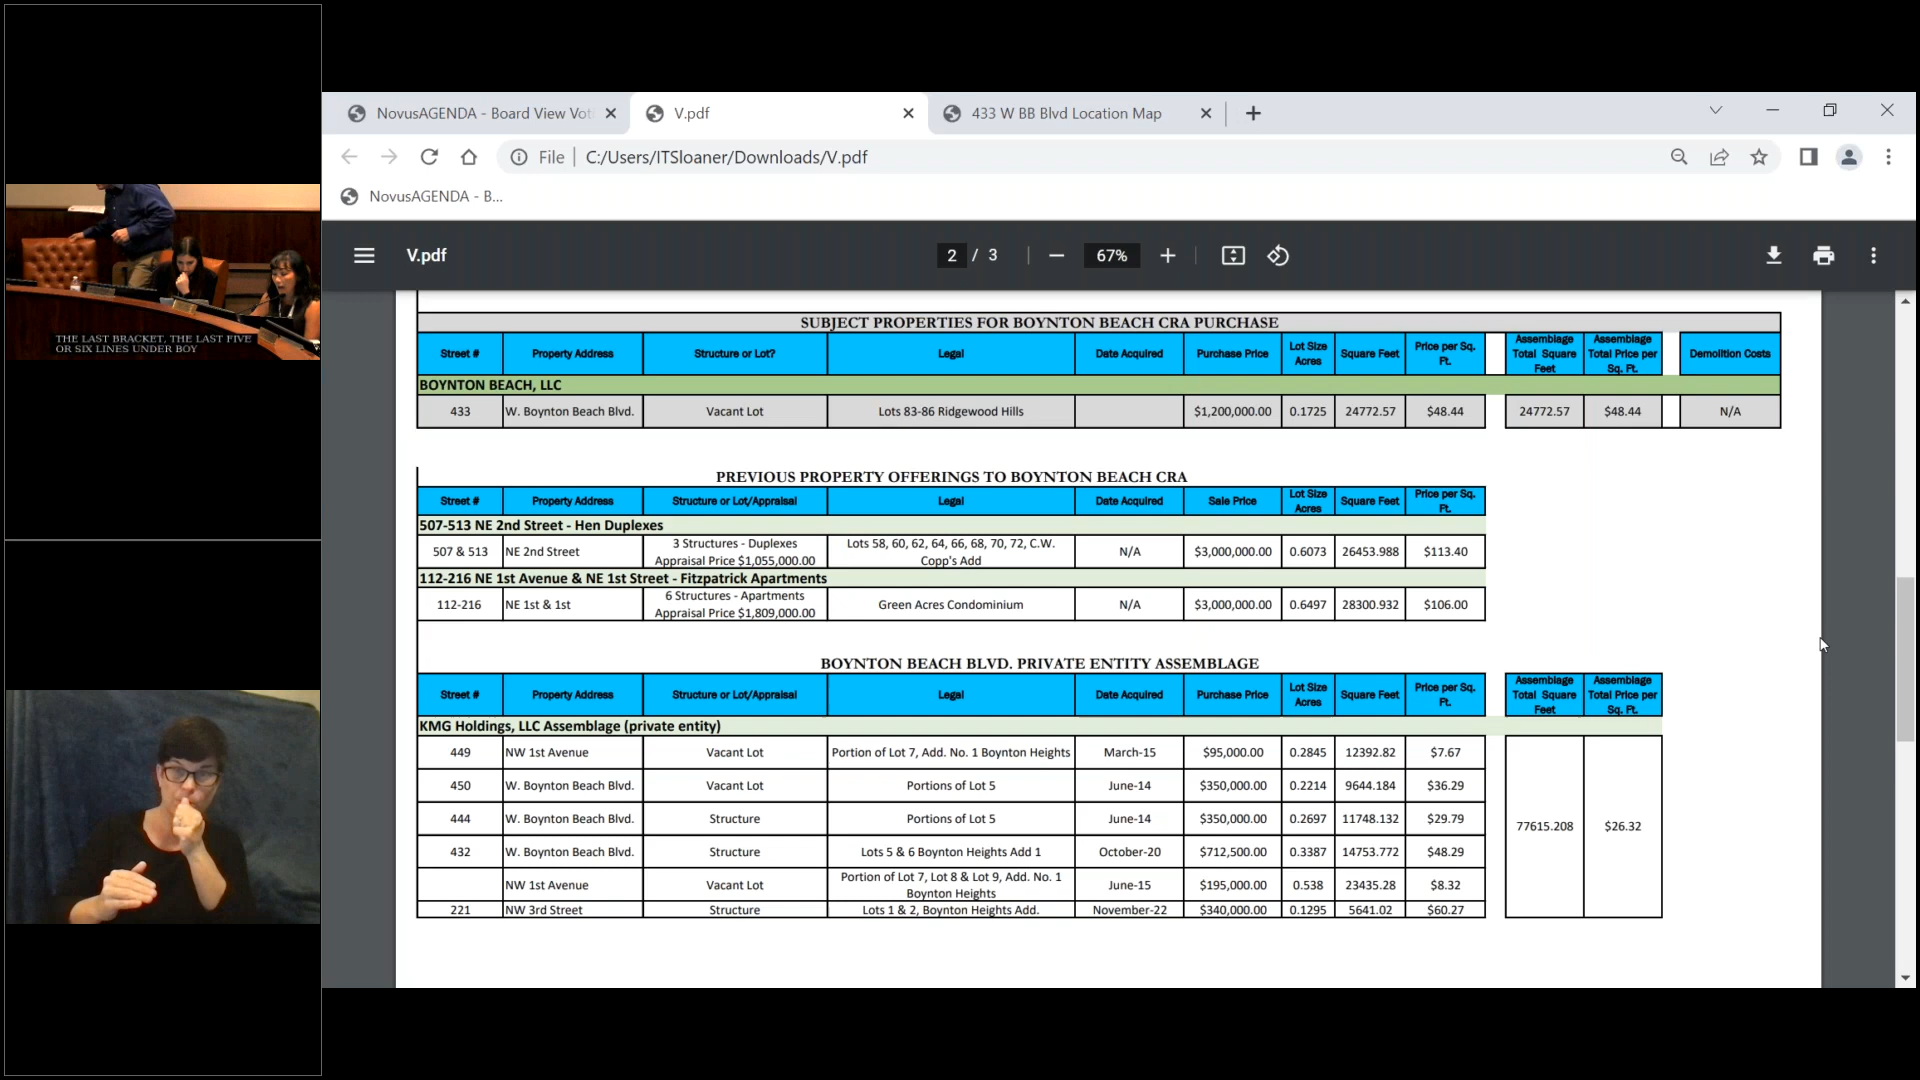 NovusAGENDA - Board View Vot
V.pdf
433 W BB Blvd Location Map
File
C:/Users/ITSloaner/Downloads/V.pdf
NovusAGENDA - B...
V.pdf
2 / 3
67%
SUBJECT PROPERTIES FOR BOYNTON BEACH CRA PURCHASE
Street # Property Address Structure or Lot? Legal Date Acquired Purchase Price Lot Size Acres Square Feet Price per Sq. Ft. Assemblage Total Square Feet Assemblage Total Price per Sq. Ft. Demolition Costs
BOYNTON BEACH, LLC
433 W. Boynton Beach Blvd. Vacant Lot Lots 83-86 Ridgewood Hills $1,200,000.00 0.1725 24772.57 $48.44 24772.57 $48.44 N/A
PREVIOUS PROPERTY OFFERINGS TO BOYNTON BEACH CRA
Street # Property Address Structure or Lot/Appraisal Legal Date Acquired Sale Price Lot Size Acres Square Feet Price per Sq. Ft.
507-513 NE 2nd Street - Hen Duplexes
507 & 513 NE 2nd Street 3 Structures - Duplexes Appraisal Price $1,055,000.00 Lots 58, 60, 62, 64, 66, 68, 70, 72, C.W. Copp's Add N/A $3,000,000.00 0.6073 26453.988 $113.40
112-216 NE 1st Avenue & NE 1st Street - Fitzpatrick Apartments
112-216 NE 1st & 1st 6 Structures - Apartments Appraisal Price $1,809,000.00 Green Acres Condominium N/A $3,000,000.00 0.6497 28300.932 $106.00
BOYNTON BEACH BLVD. PRIVATE ENTITY ASSEMBLAGE
Street # Property Address Structure or Lot/Appraisal Legal Date Acquired Purchase Price Lot Size Acres Square Feet Price per Sq. Ft. Assemblage Total Square Feet Assemblage Total Price per Sq. Ft.
KMG Holdings, LLC Assemblage (private entity)
449 NW 1st Avenue Vacant Lot Portion of Lot 7, Add. No. 1 Boynton Heights March-15 $95,000.00 0.2845 12392.82 $7.67
450 W. Boynton Beach Blvd. Vacant Lot Portions of Lot 5 June-14 $350,000.00 0.2214 9644.184 $36.29
444 W. Boynton Beach Blvd. Structure Portions of Lot 5 June-14 $350,000.00 0.2697 11748.132 $29.79
77615.208 $26.32
432 W. Boynton Beach Blvd. Structure Lots 5 & 6 Boynton Heights Add 1 October-20 $712,500.00 0.3387 14753.772 $48.29
NW 1st Avenue Vacant Lot Portion of Lot 7, Lot 8 & Lot 9, Add. No. 1 Boynton Heights June-15 $195,000.00 0.538 23435.28 $8.32
221 NW 3rd Street Structure Lots 1 & 2, Boynton Heights Add. November-22 $340,000.00 0.1295 5641.02 $60.27
THE LAST BRACKET, THE LAST FIVE
OR SIX LINES UNDER BOY